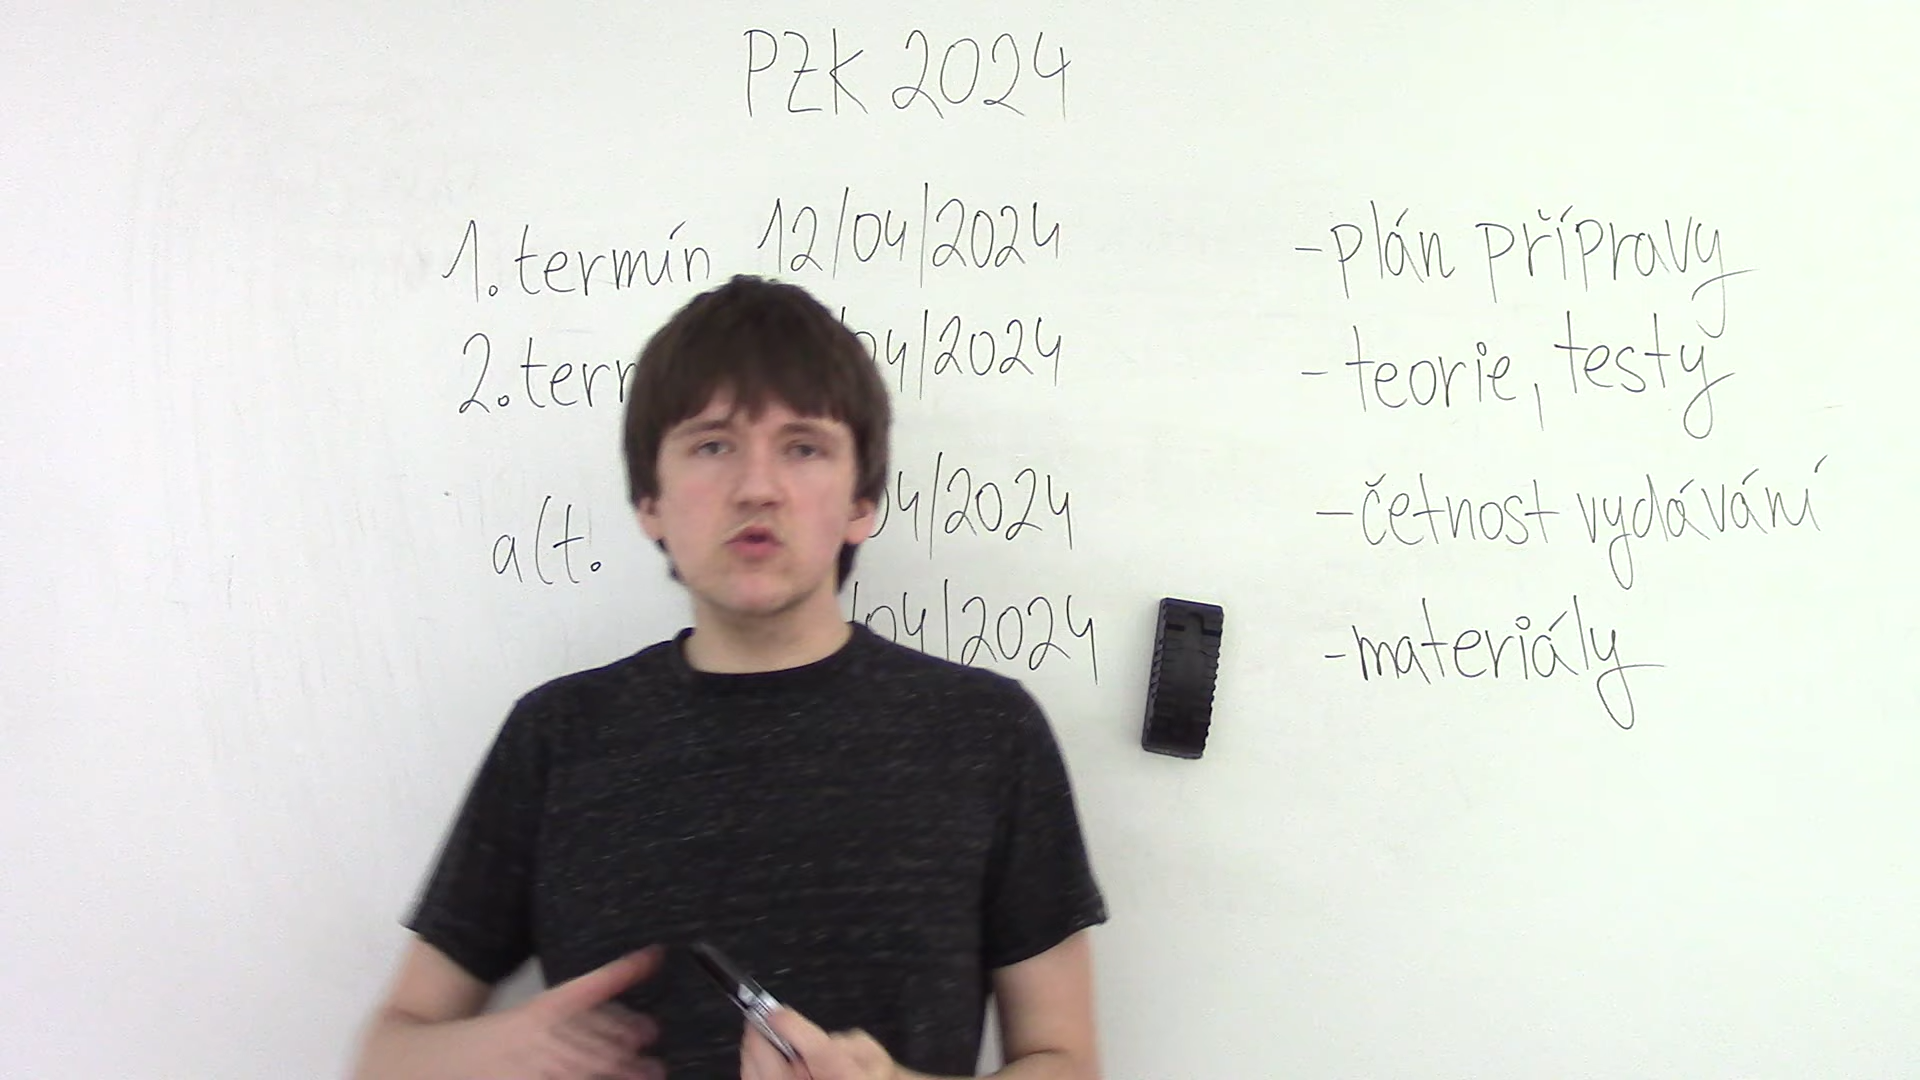 PZK 2024
1. termín 12/04/2024
2. /04/2024
alt. 04/2024
/04/2024
-plán přípravy
- teorie, testy
-četnost vydávání
-materiály